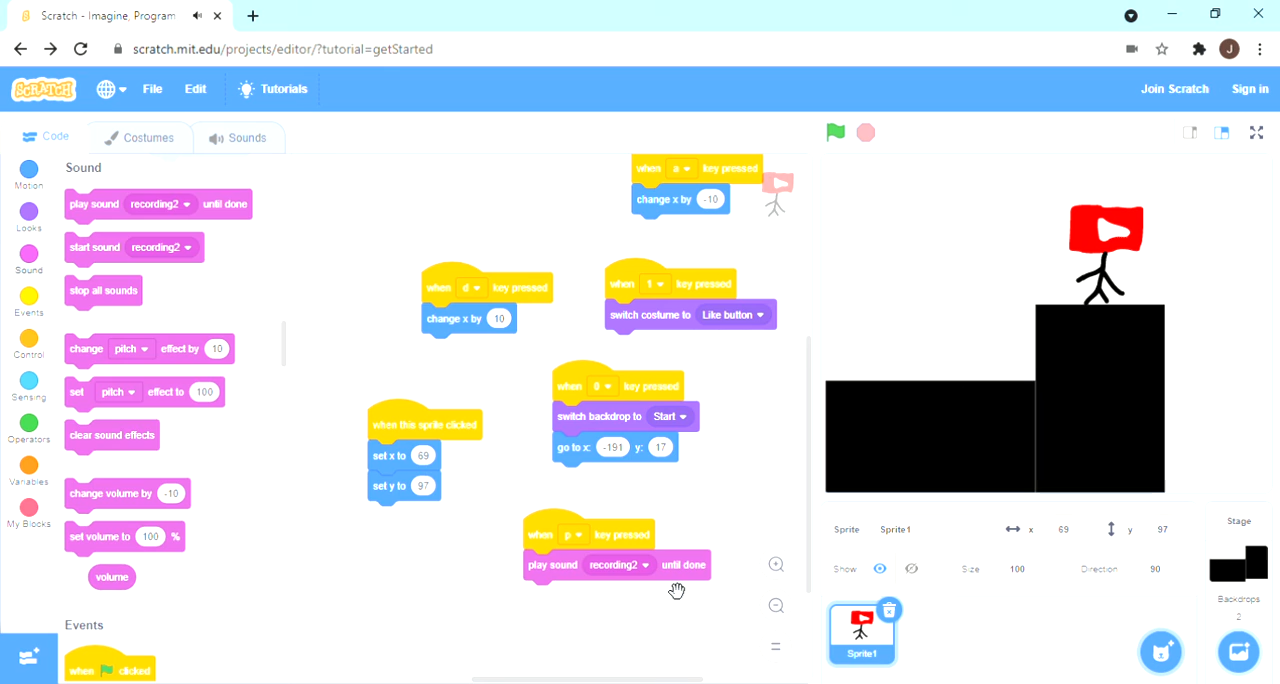 Scratch - Imagine, Program
scratch.mit.edu/projects/editor/?tutorial=getStarted
J
SCRATCH File Edit Tutorials Join Scratch Sign in
Code Costumes Sounds
Motion
Looks
Sound
Events
Control
Sensing
Operators
Variables
My Blocks
Sound
play sound recording2 until done
start sound recording2
stop all sounds
change pitch effect by 10
set pitch effect to 100
clear sound effects
change volume by -10
set volume to 100 %
volume
Events
when clicked
when a key pressed
change x by -10
when d key pressed
change x by 10
when 1 key pressed
switch costume to Like button
when 0 key pressed
switch backdrop to Start
go to x: -191 y: 17
when this sprite clicked
set x to 69
set y to 97
when p key pressed
play sound recording2 until done
Sprite Sprite1 x 69 y 97
Show Size 100 Direction 90
Sprite1
Stage
Backdrops
2